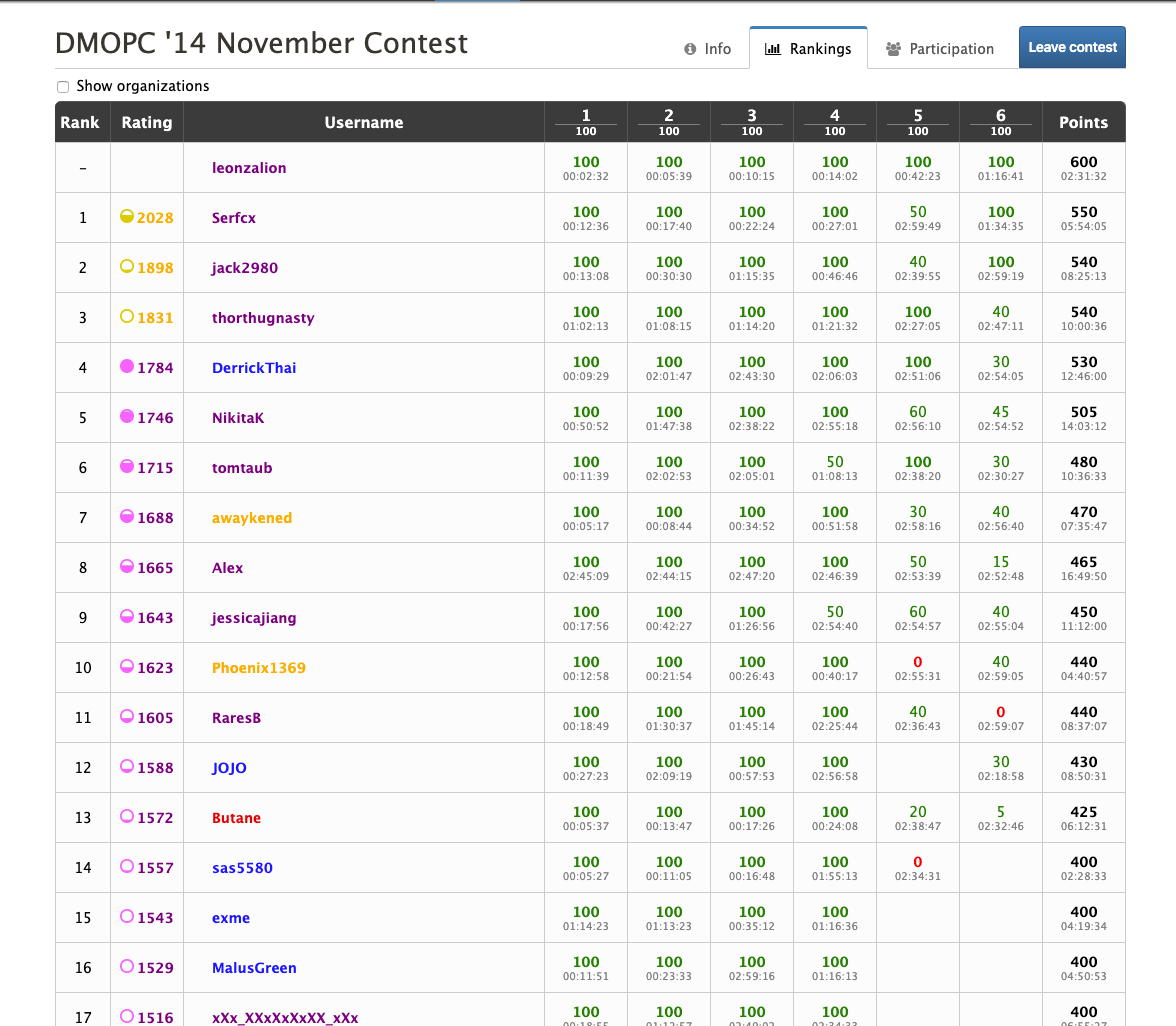 DMOPC '14 November Contest
Info Rankings Participation Leave contest
Show organizations
Rank Rating Username 1 2 3 4 5 6 Points
100 100 100 100 100 100
– leonzalion 100 100 100 100 100 100 600
00:02:32 00:05:39 00:10:15 00:14:02 00:42:23 01:16:41 02:31:32
1 2028 Serfcx 100 100 100 100 50 100 550
00:12:36 00:17:40 00:22:24 00:27:01 02:59:49 01:34:35 05:54:05
2 1898 jack2980 100 100 100 100 40 100 540
00:13:08 00:30:30 01:15:35 00:46:46 02:39:55 02:59:19 08:25:13
3 1831 thorthugnasty 100 100 100 100 100 40 540
01:02:13 01:08:15 01:14:20 01:21:32 02:27:05 02:47:11 10:00:36
4 1784 DerrickThai 100 100 100 100 100 30 530
00:09:29 02:01:47 02:43:30 02:06:03 02:51:06 02:54:05 12:46:00
5 1746 NikitaK 100 100 100 100 60 45 505
00:50:52 01:47:38 02:38:22 02:55:18 02:56:10 02:54:52 14:03:12
6 1715 tomtaub 100 100 100 50 100 30 480
00:11:39 02:02:53 02:05:01 01:08:13 02:38:20 02:30:27 10:36:33
7 1688 awaykened 100 100 100 100 30 40 470
00:05:17 00:08:44 00:34:52 00:51:58 02:58:16 02:56:40 07:35:47
8 1665 Alex 100 100 100 100 50 15 465
02:45:09 02:44:15 02:47:20 02:46:39 02:53:39 02:52:48 16:49:50
9 1643 jessicajiang 100 100 100 50 60 40 450
00:17:56 00:42:27 01:26:56 02:54:40 02:54:57 02:55:04 11:12:00
10 1623 Phoenix1369 100 100 100 100 0 40 440
00:12:58 00:21:54 00:26:43 00:40:17 02:55:31 02:59:05 04:40:57
11 1605 RaresB 100 100 100 100 40 0 440
00:18:49 01:30:37 01:45:14 02:25:44 02:36:43 02:59:07 08:37:07
12 1588 JOJO 100 100 100 100 30 430
00:27:23 02:09:19 00:57:53 02:56:58 02:18:58 08:50:31
13 1572 Butane 100 100 100 100 20 5 425
00:05:37 00:13:47 00:17:26 00:24:08 02:38:47 02:32:46 06:12:31
14 1557 sas5580 100 100 100 100 0 400
00:05:27 00:11:05 00:16:48 01:55:13 02:34:31 02:28:33
15 1543 exme 100 100 100 100 400
01:14:23 01:13:23 00:35:12 01:16:36 04:19:34
16 1529 MalusGreen 100 100 100 100 400
00:11:51 00:23:33 02:59:16 01:16:13 04:50:53
17 1516 xXx_XXxXxXxXX_xXx 100 100 100 100 400